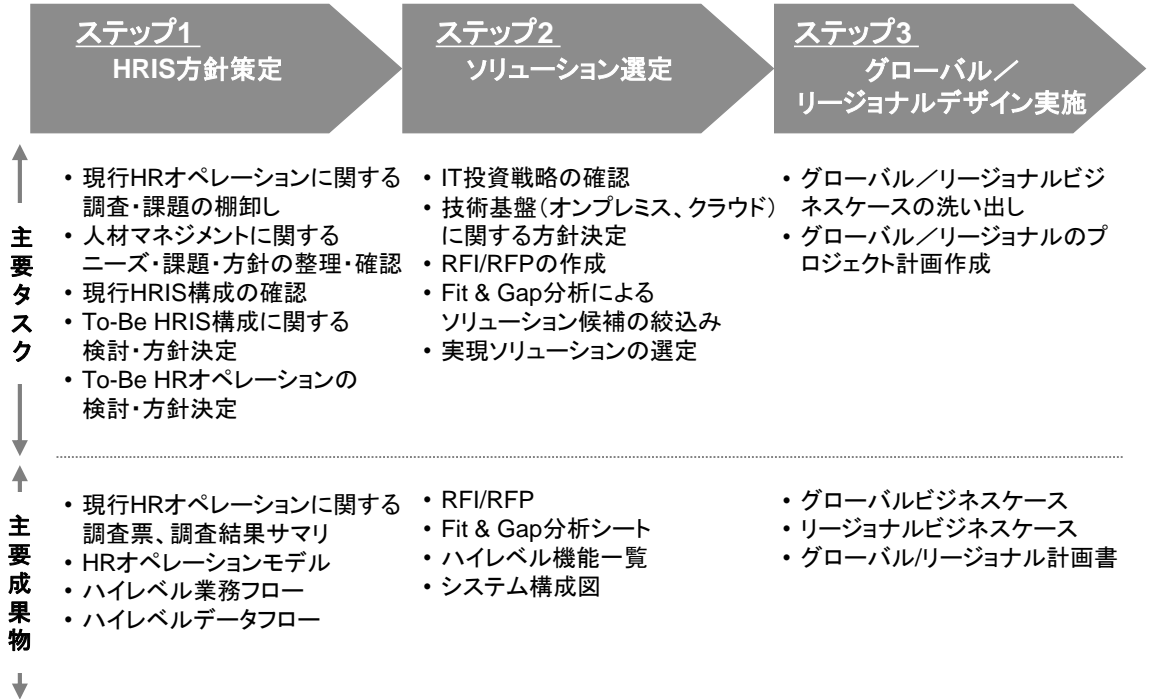 ステップ1
HRIS方針策定
ステップ2
ソリューション選定
ステップ3
グローバル／
リージョナルデザイン実施
主要タスク
• 現行HRオペレーションに関する
調査・課題の棚卸し
• 人材マネジメントに関する
ニーズ・課題・方針の整理・確認
• 現行HRIS構成の確認
• To-Be HRIS構成に関する
検討・方針決定
• To-Be HRオペレーションの
検討・方針決定
• IT投資戦略の確認
• 技術基盤（オンプレミス、クラウド）
に関する方針決定
• RFI/RFPの作成
• Fit & Gap分析による
ソリューション候補の絞込み
• 実現ソリューションの選定
• グローバル／リージョナルビジ
ネスケースの洗い出し
• グローバル／リージョナルのプ
ロジェクト計画作成
主要成果物
• 現行HRオペレーションに関する
調査票、調査結果サマリ
• HRオペレーションモデル
• ハイレベル業務フロー
• ハイレベルデータフロー
• RFI/RFP
• Fit & Gap分析シート
• ハイレベル機能一覧
• システム構成図
• グローバルビジネスケース
• リージョナルビジネスケース
• グローバル/リージョナル計画書